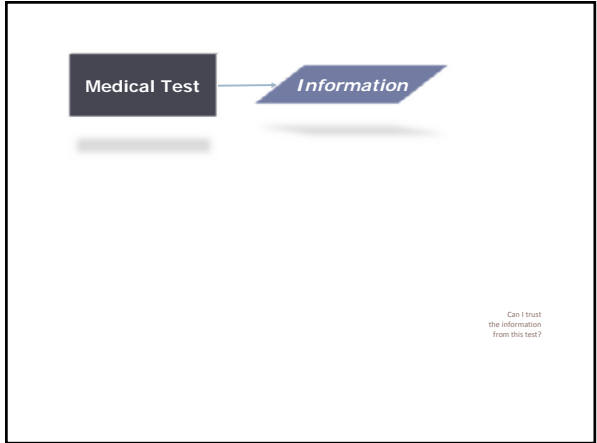 Medical Test
Information
Can I trust
the information
from this test?